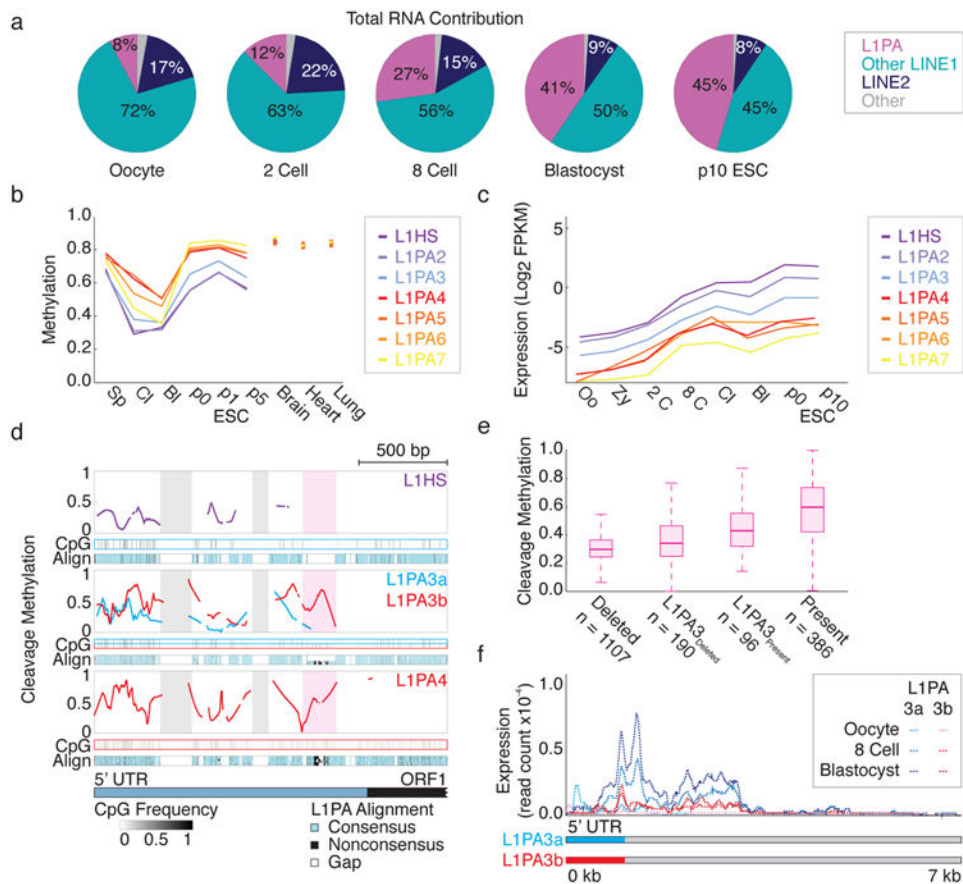 a
Total RNA Contribution
8%
17%
72%
12%
22%
63%
27%
15%
56%
41%
9%
50%
45%
8%
45%
L1PA
Other LINE1
LINE2
Other
Oocyte
2 Cell
8 Cell
Blastocyst
p10 ESC
b
Methylation
1.0
0.8
0.6
0.4
0.2
0.0
Sp
Cl
Bl
p0
p1
p5
Brain
Heart
Lung
ESC
L1HS
L1PA2
L1PA3
L1PA4
L1PA5
L1PA6
L1PA7
c
Expression (Log2 FPKM)
5
0
-5
Oo
Zy
2 C
8 C
Cl
Bl
p0
p10
ESC
L1HS
L1PA2
L1PA3
L1PA4
L1PA5
L1PA6
L1PA7
d
500 bp
Cleavage Methylation
1
0.5
0
L1HS
CpG
Align
1
0.5
0
L1PA3a
L1PA3b
CpG
Align
1
0.5
0
L1PA4
CpG
Align
5' UTR
ORF1
CpG Frequency
0 0.5 1
L1PA Alignment
Consensus
Nonconsensus
Gap
e
Cleavage Methylation
1.0
0.8
0.6
0.4
0.2
0.0
Deleted
n = 1107
L1PA3Deleted
n = 190
L1PA3Present
n = 96
Present
n = 386
f
Expression
(read count x10⁻⁴)
1.0
0.5
0.0
L1PA
3a 3b
Oocyte
8 Cell
Blastocyst
5' UTR
L1PA3a
L1PA3b
0 kb
7 kb